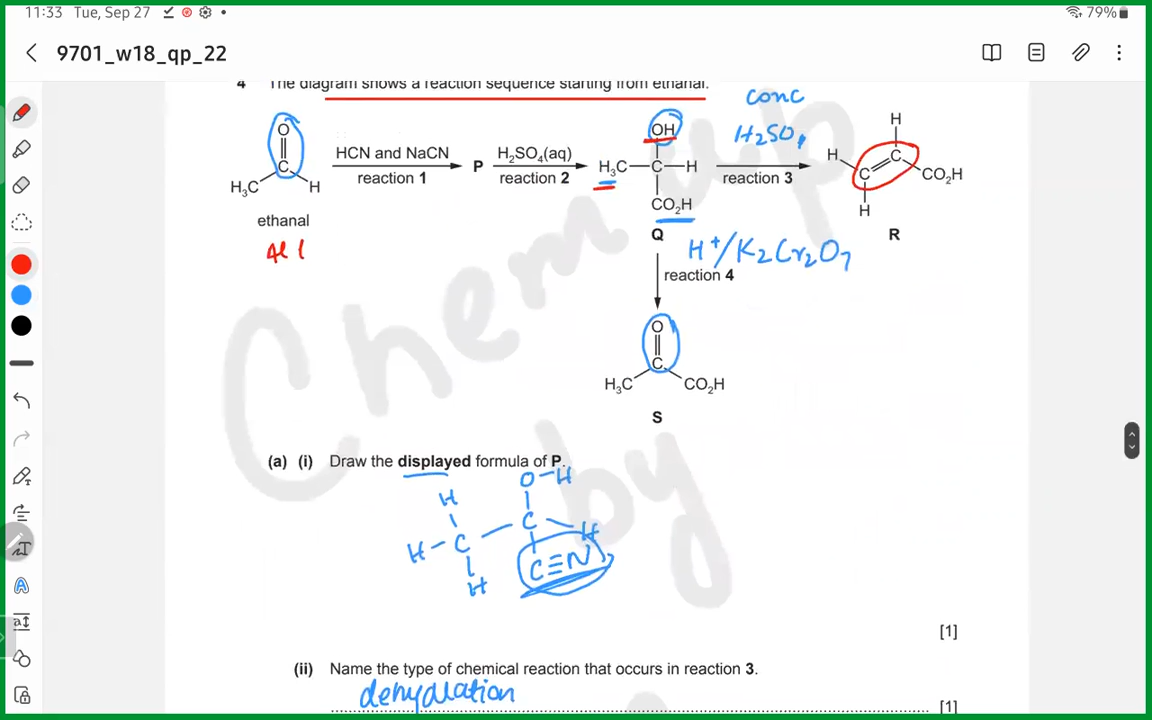 11:33 Tue, Sep 27
79%
9701_w18_qp_22
4 The diagram shows a reaction sequence starting from ethanal.
conc
H2SO4
O
C
H3C
H
ethanal
HCN and NaCN
reaction 1
P
H2SO4(aq)
reaction 2
OH
H3C—C—H
CO2H
Q
reaction 3
H
H
C
C
CO2H
H
R
H+/K2Cr2O7
reaction 4
O
C
H3C
CO2H
S
(a) (i) Draw the displayed formula of P.
O–H
H
C
H
H–C
C≡N
H
[1]
(ii) Name the type of chemical reaction that occurs in reaction 3.
dehydration
[1]
Chem up
by